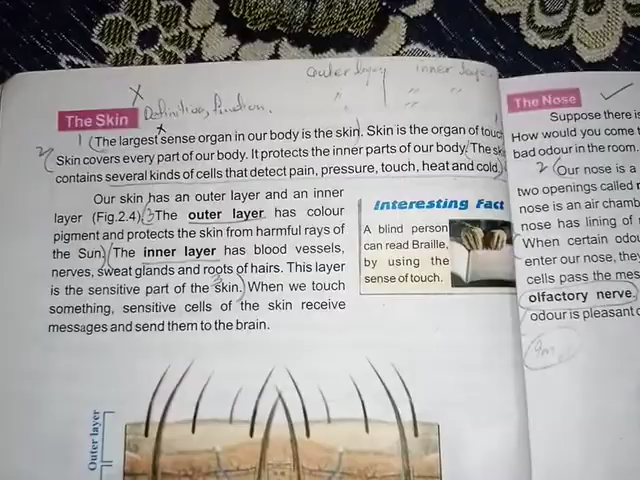 outer layer inner layer
" " "
Definition, function.
The Skin
1 (The largest sense organ in our body is the skin. Skin is the organ of touch
Skin covers every part of our body. It protects the inner parts of our body. The skin
contains several kinds of cells that detect pain, pressure, touch, heat and cold.
Our skin has an outer layer and an inner
layer (Fig.2.4). The outer layer has colour
pigment and protects the skin from harmful rays of
the Sun. The inner layer has blood vessels,
nerves, sweat glands and roots of hairs. This layer
is the sensitive part of the skin. When we touch
something, sensitive cells of the skin receive
messages and send them to the brain.
Interesting Fact
A blind person
can read Braille,
by using the
sense of touch.
Outer layer
The Nose
Suppose there is
How would you come t
bad odour in the room.
2 (Our nose is a
two openings called n
nose is an air chamb
nose has lining of
When certain odou
enter our nose, they
cells pass the mes
olfactory nerve.
odour is pleasant o